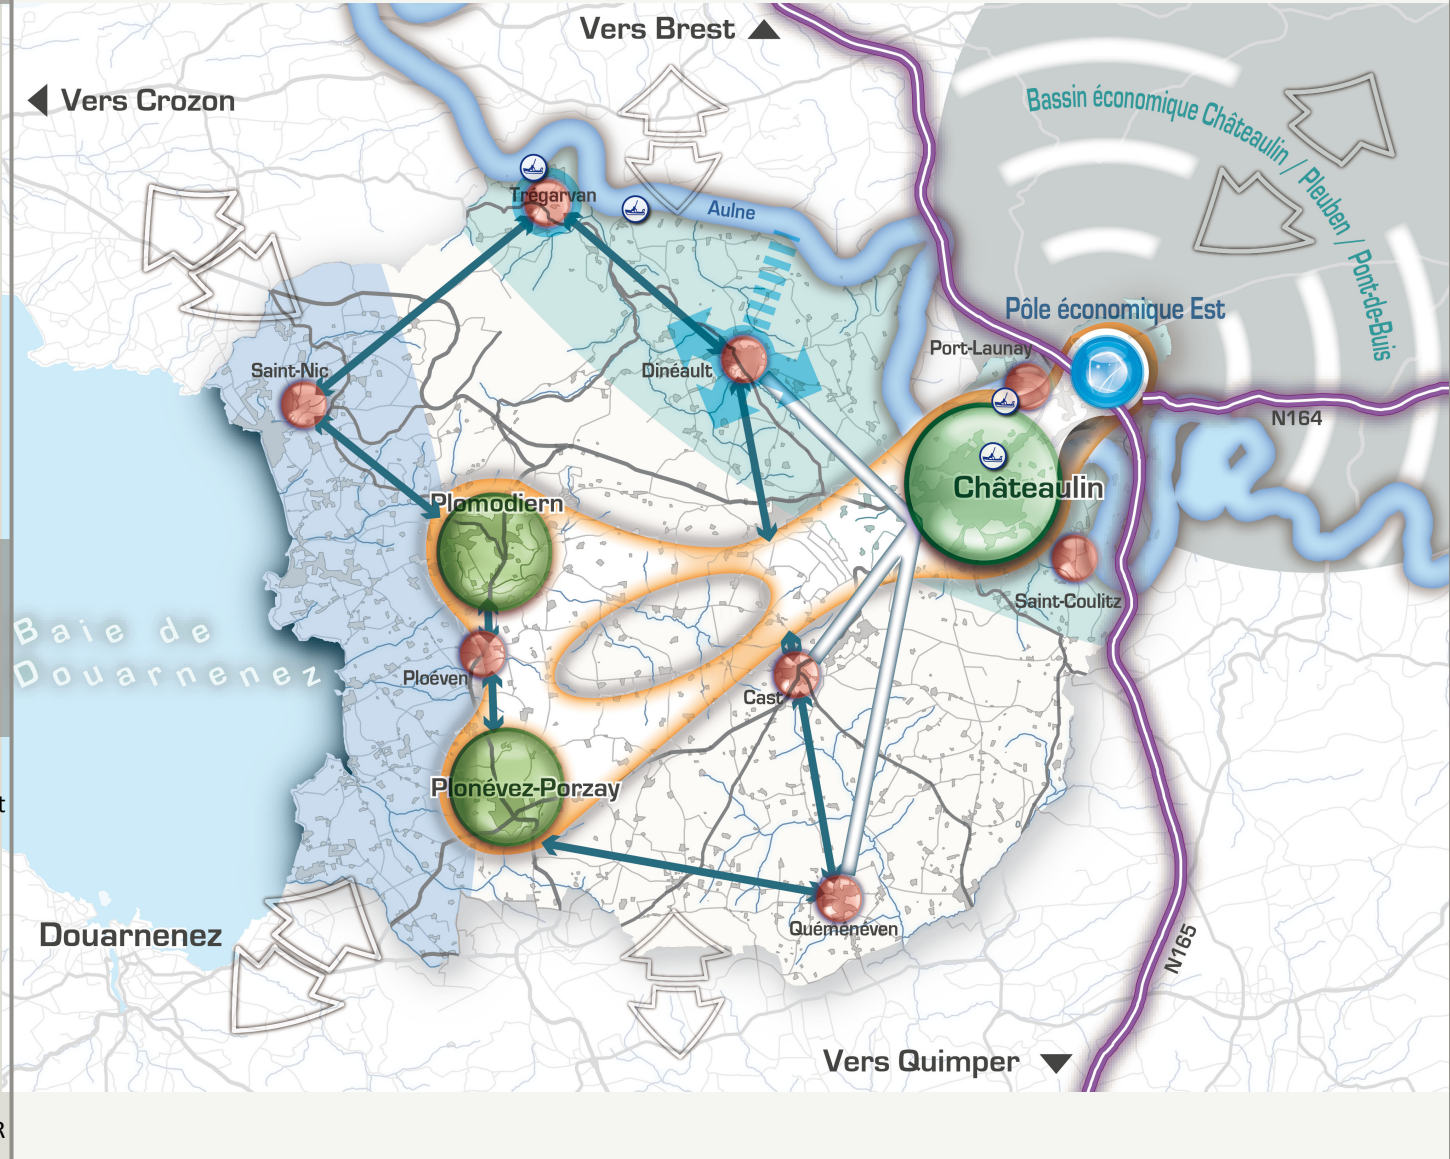 Vers Brest
Vers Crozon
Bassin économique Châteaulin / Pleuben / Pont-de-Buis
Trégarvan
Aulne
Pôle économique Est
Port-Launay
Saint-Nic
Dinéault
N164
Plomodiern
Châteaulin
Saint-Coulitz
Baie de
Douarnenez
Ploéven
Cast
Plonévez-Porzay
t
Quéménéven
Douarnenez
N165
Vers Quimper
R